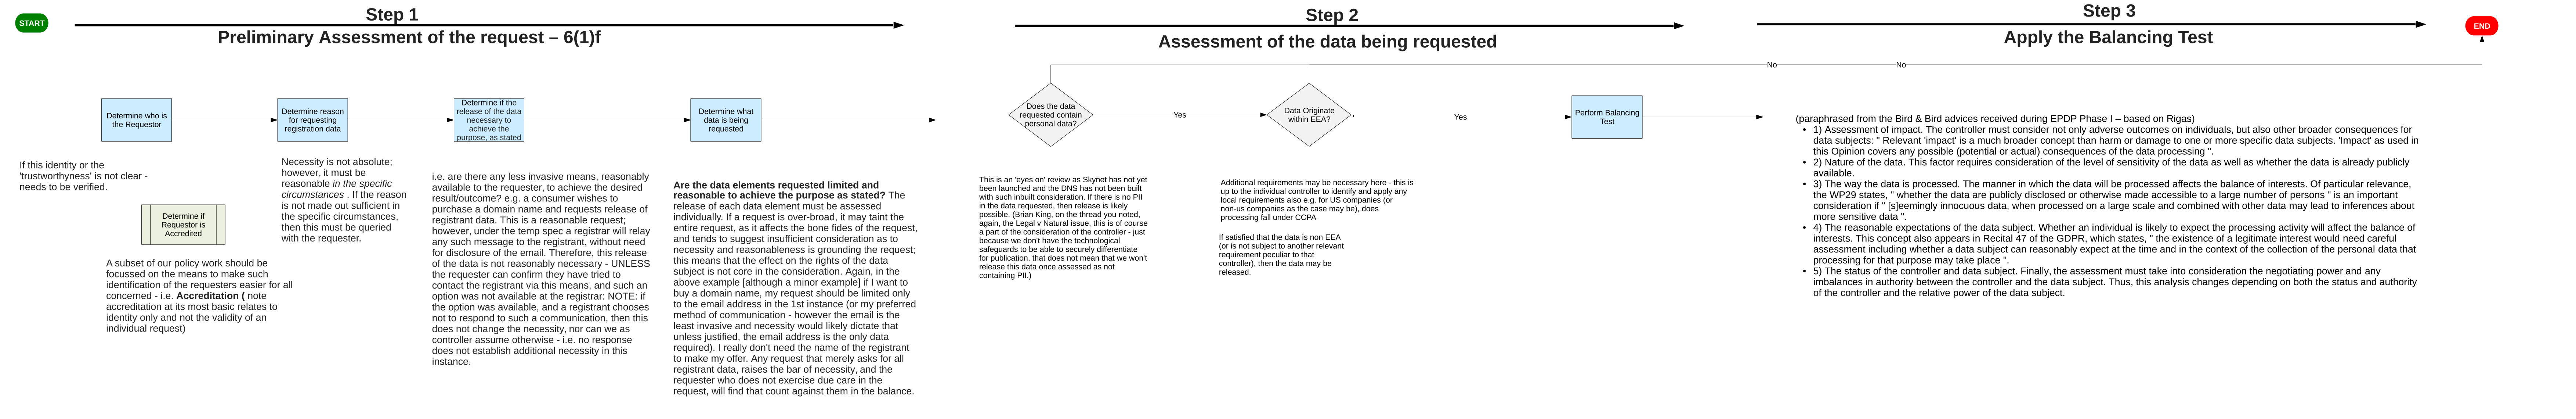 START
Step 1
Preliminary Assessment of the request – 6(1)f
Determine who is
the Requestor
Determine reason
for requesting
registration data
Determine if the
release of the data
necessary to
achieve the
purpose, as stated
Determine what
data is being
requested
If this identity or the
'trustworthyness' is not clear -
needs to be verified.
Determine if
Requestor is
Accredited
A subset of our policy work should be
focussed on the means to make such
identification of the requesters easier for all
concerned - i.e. Accreditation ( note
accreditation at its most basic relates to
identity only and not the validity of an
individual request)
Necessity is not absolute;
however, it must be
reasonable in the specific
circumstances . If the reason
is not made out sufficient in
the specific circumstances,
then this must be queried
with the requester.
i.e. are there any less invasive means, reasonably
available to the requester, to achieve the desired
result/outcome? e.g. a consumer wishes to
purchase a domain name and requests release of
registrant data. This is a reasonable request;
however, under the temp spec a registrar will relay
any such message to the registrant, without need
for disclosure of the email. Therefore, this release
of the data is not reasonably necessary - UNLESS
the requester can confirm they have tried to
contact the registrant via this means, and such an
option was not available at the registrar: NOTE: if
the option was available, and a registrant chooses
not to respond to such a communication, then this
does not change the necessity, nor can we as
controller assume otherwise - i.e. no response
does not establish additional necessity in this
instance.
Are the data elements requested limited and
reasonable to achieve the purpose as stated? The
release of each data element must be assessed
individually. If a request is over-broad, it may taint the
entire request, as it affects the bone fides of the request,
and tends to suggest insufficient consideration as to
necessity and reasonableness is grounding the request;
this means that the effect on the rights of the data
subject is not core in the consideration. Again, in the
above example [although a minor example] if I want to
buy a domain name, my request should be limited only
to the email address in the 1st instance (or my preferred
method of communication - however the email is the
least invasive and necessity would likely dictate that
unless justified, the email address is the only data
required). I really don't need the name of the registrant
to make my offer. Any request that merely asks for all
registrant data, raises the bar of necessity, and the
requester who does not exercise due care in the
request, will find that count against them in the balance.
Step 2
Assessment of the data being requested
Does the data
requested contain
personal data?
Yes
Data Originate
within EEA?
Yes
Perform Balancing
Test
No
No
This is an 'eyes on' review as Skynet has not yet
been launched and the DNS has not been built
with such inbuilt consideration. If there is no PII
in the data requested, then release is likely
possible. (Brian King, on the thread you noted,
again, the Legal v Natural issue, this is of course
a part of the consideration of the controller - just
because we don't have the technological
safeguards to be able to securely differentiate
for publication, that does not mean that we won't
release this data once assessed as not
containing PII.)
Additional requirements may be necessary here - this is
up to the individual controller to identify and apply any
local requirements also e.g. for US companies (or
non-us companies as the case may be), does
processing fall under CCPA
If satisfied that the data is non EEA
(or is not subject to another relevant
requirement peculiar to that
controller), then the data may be
released.
Step 3
Apply the Balancing Test
END
(paraphrased from the Bird & Bird advices received during EPDP Phase I – based on Rigas)
• 1) Assessment of impact. The controller must consider not only adverse outcomes on individuals, but also other broader consequences for
data subjects: " Relevant 'impact' is a much broader concept than harm or damage to one or more specific data subjects. 'Impact' as used in
this Opinion covers any possible (potential or actual) consequences of the data processing ".
• 2) Nature of the data. This factor requires consideration of the level of sensitivity of the data as well as whether the data is already publicly
available.
• 3) The way the data is processed. The manner in which the data will be processed affects the balance of interests. Of particular relevance,
the WP29 states, " whether the data are publicly disclosed or otherwise made accessible to a large number of persons " is an important
consideration if " [s]eemingly innocuous data, when processed on a large scale and combined with other data may lead to inferences about
more sensitive data ".
• 4) The reasonable expectations of the data subject. Whether an individual is likely to expect the processing activity will affect the balance of
interests. This concept also appears in Recital 47 of the GDPR, which states, " the existence of a legitimate interest would need careful
assessment including whether a data subject can reasonably expect at the time and in the context of the collection of the personal data that
processing for that purpose may take place ".
• 5) The status of the controller and data subject. Finally, the assessment must take into consideration the negotiating power and any
imbalances in authority between the controller and the data subject. Thus, this analysis changes depending on both the status and authority
of the controller and the relative power of the data subject.